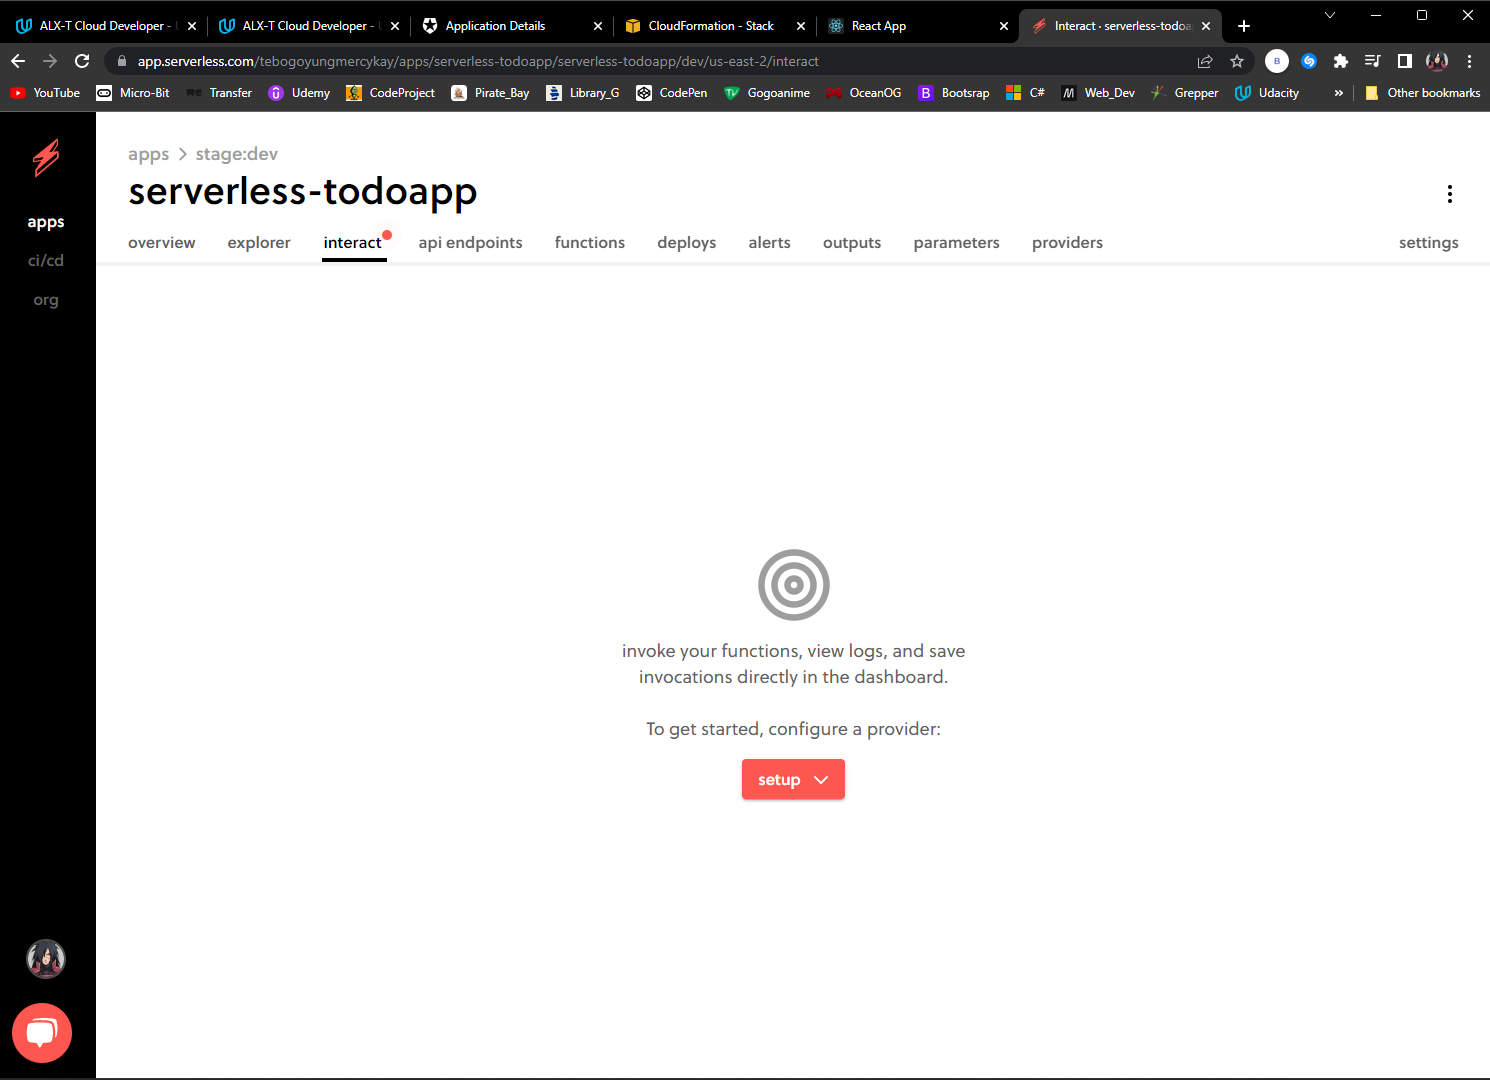 ALX-T Cloud Developer -
ALX-T Cloud Developer -
Application Details
CloudFormation - Stack
React App
Interact · serverless-todoa
app.serverless.com/tebogoyungmercykay/apps/serverless-todoapp/serverless-todoapp/dev/us-east-2/interact
B
YouTube
Micro-Bit
we Transfer
Udemy
CodeProject
Pirate_Bay
Library_G
CodePen
Gogoanime
OceanOG
B Bootsrap
C#
M Web_Dev
Grepper
Udacity
»
Other bookmarks
apps > stage:dev
serverless-todoapp
apps
ci/cd
org
overview
explorer
interact
api endpoints
functions
deploys
alerts
outputs
parameters
providers
settings
invoke your functions, view logs, and save
invocations directly in the dashboard.
To get started, configure a provider:
setup